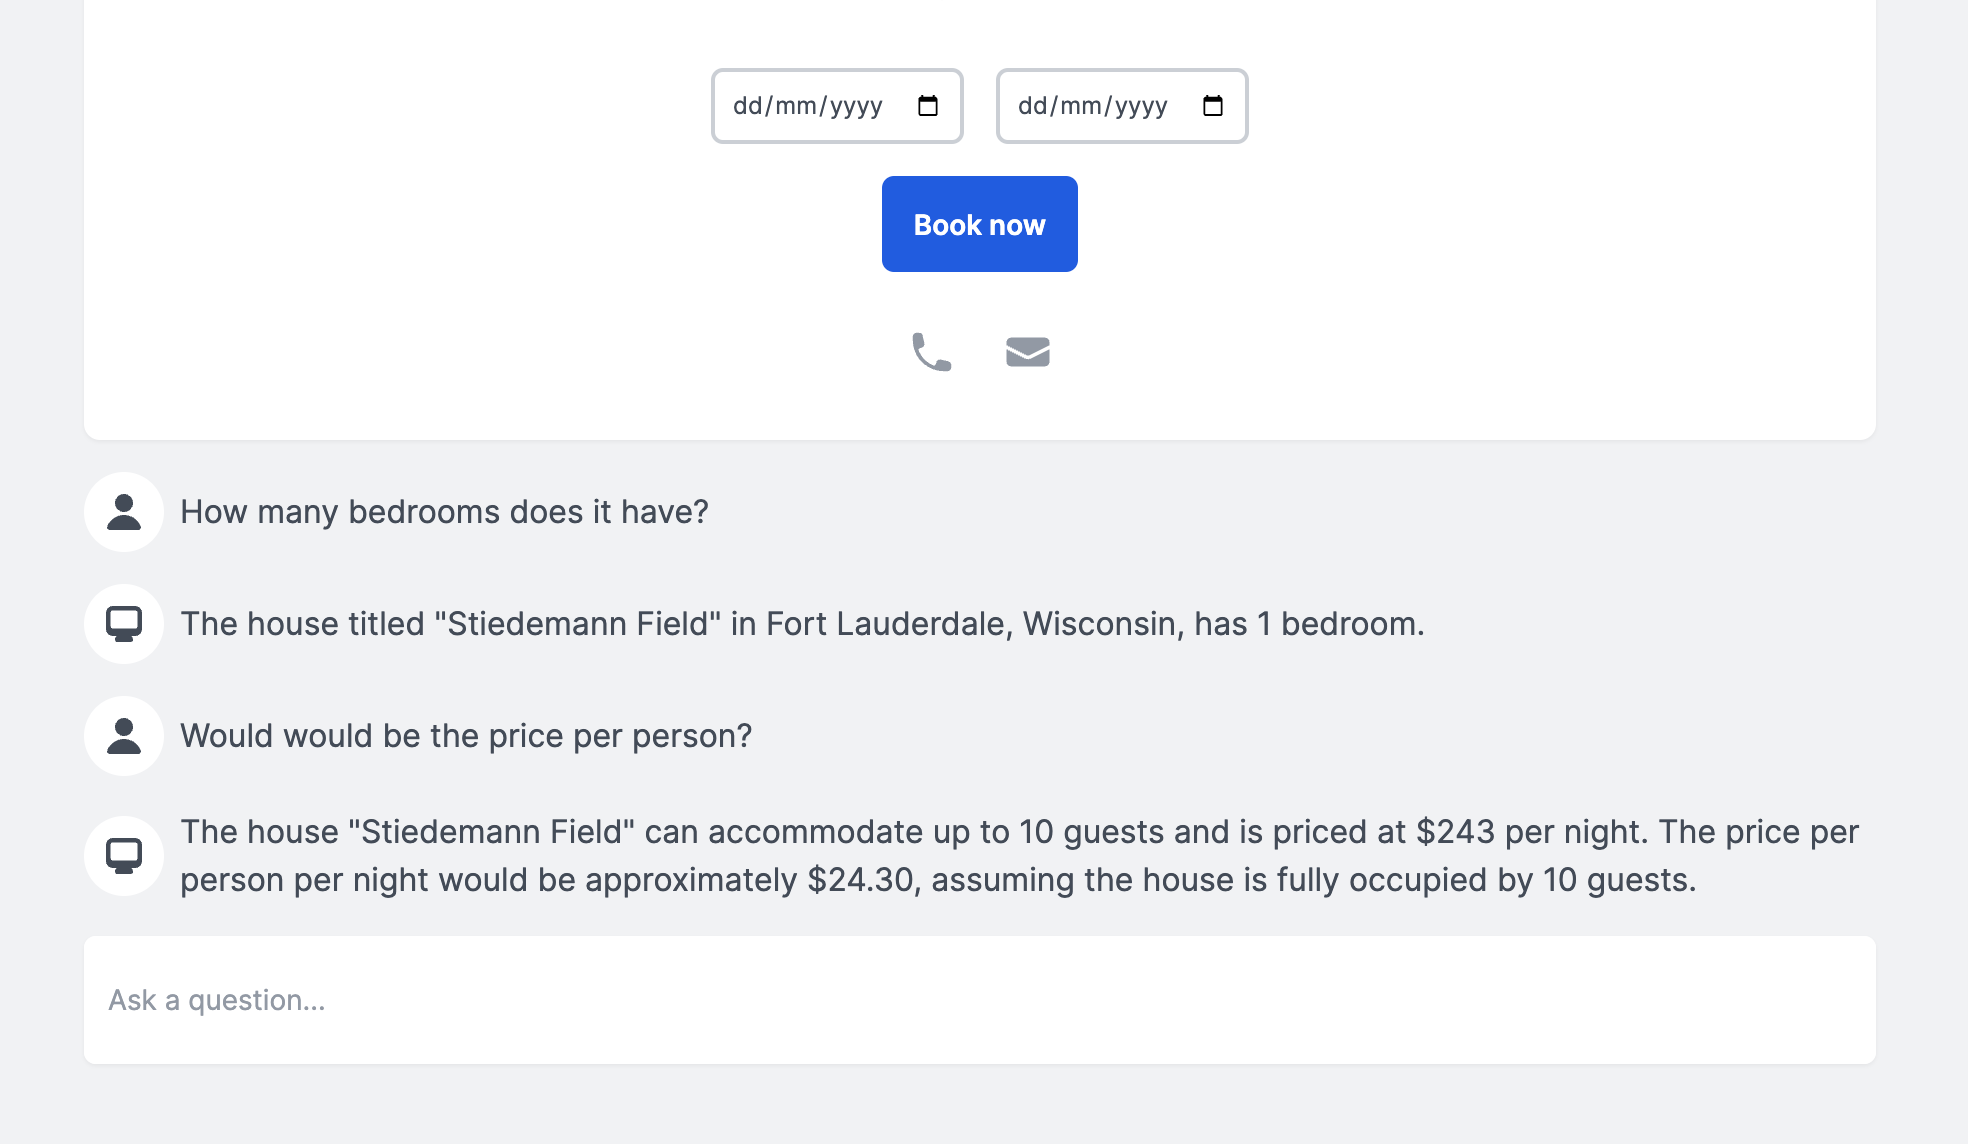 dd/mm/yyyy dd/mm/yyyy
Book now
How many bedrooms does it have?
The house titled "Stiedemann Field" in Fort Lauderdale, Wisconsin, has 1 bedroom.
Would would be the price per person?
The house "Stiedemann Field" can accommodate up to 10 guests and is priced at $243 per night. The price per
person per night would be approximately $24.30, assuming the house is fully occupied by 10 guests.
Ask a question...